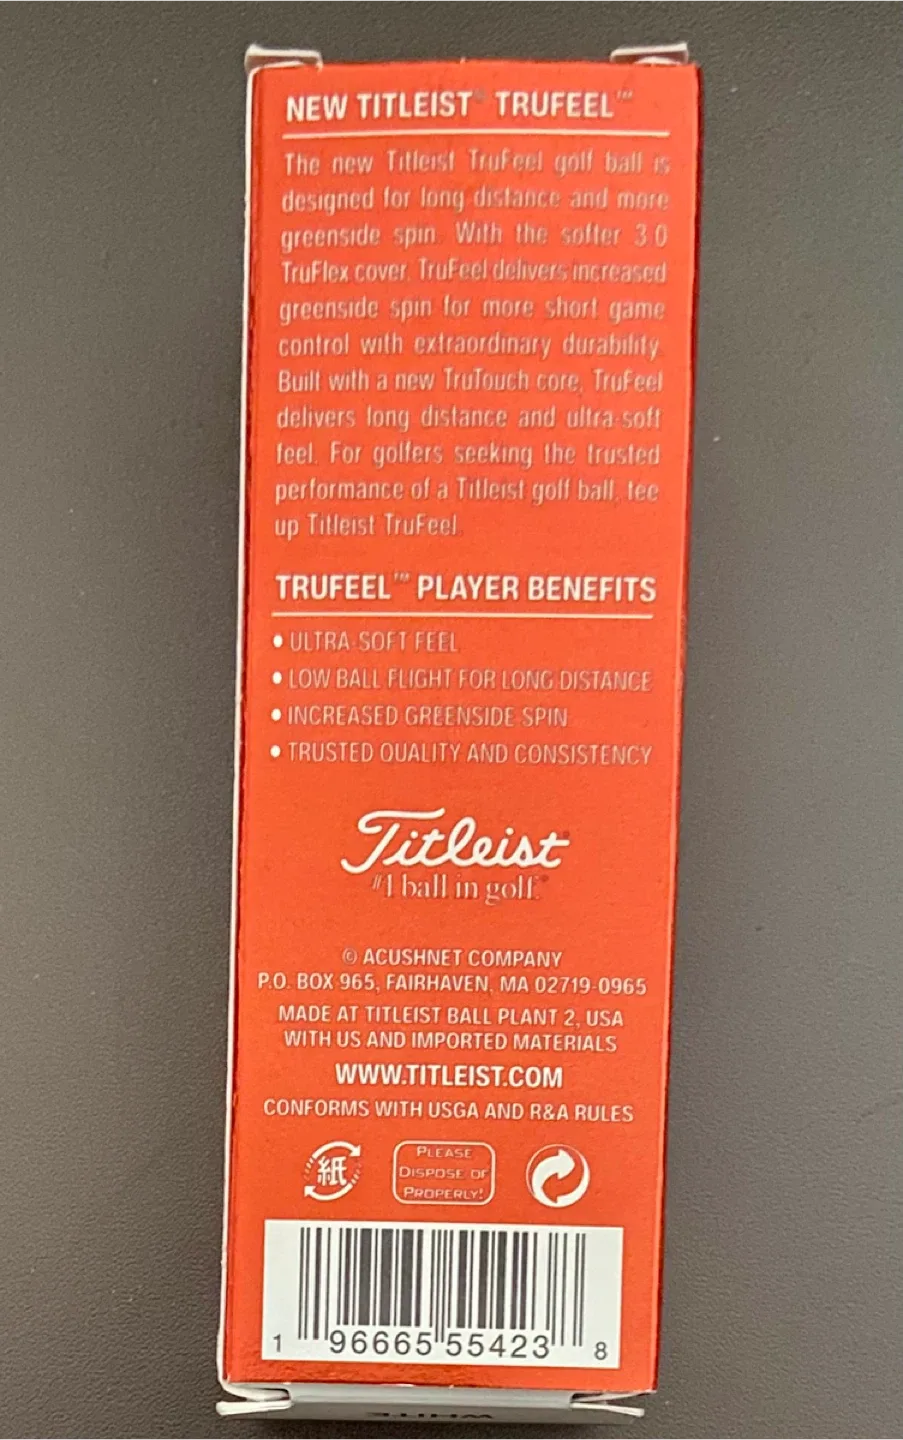 NEW TITLEIST® TRUFEEL™
The new Titleist TruFeel golf ball is
designed for long distance and more
greenside spin. With the softer 3.0
TruFlex cover, TruFeel delivers increased
greenside spin for more short game
control with extraordinary durability.
Built with a new TruTouch core, TruFeel
delivers long distance and ultra-soft
feel. For golfers seeking the trusted
performance of a Titleist golf ball, tee
up Titleist TruFeel.
TRUFEEL™ PLAYER BENEFITS
• ULTRA-SOFT FEEL
• LOW BALL FLIGHT FOR LONG DISTANCE
• INCREASED GREENSIDE SPIN
• TRUSTED QUALITY AND CONSISTENCY
Titleist®
#1 ball in golf.®
© ACUSHNET COMPANY
P.O. BOX 965, FAIRHAVEN, MA 02719-0965
MADE AT TITLEIST BALL PLANT 2, USA
WITH US AND IMPORTED MATERIALS
WWW.TITLEIST.COM
CONFORMS WITH USGA AND R&A RULES
紙
PLEASE
DISPOSE OF
PROPERLY!
1 96665 55423 8
WHITE